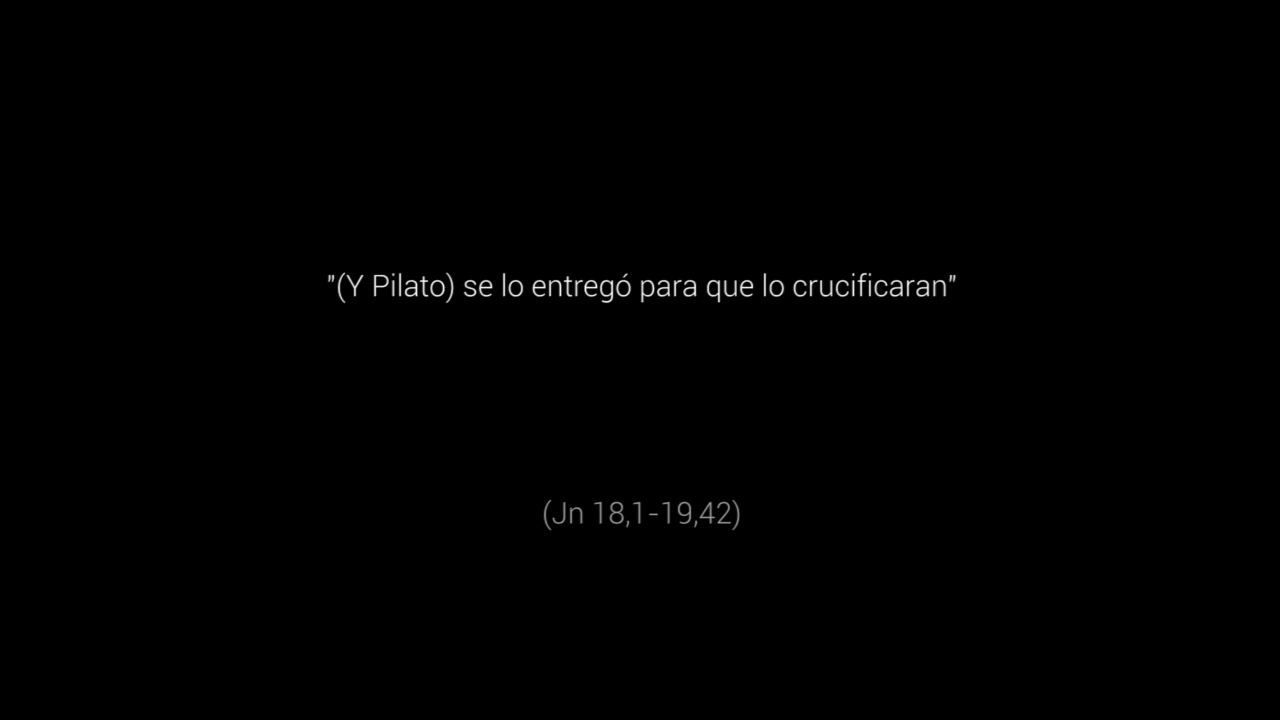 "(Y Pilato) se lo entregó para que lo crucificaran"
(Jn 18,1-19,42)